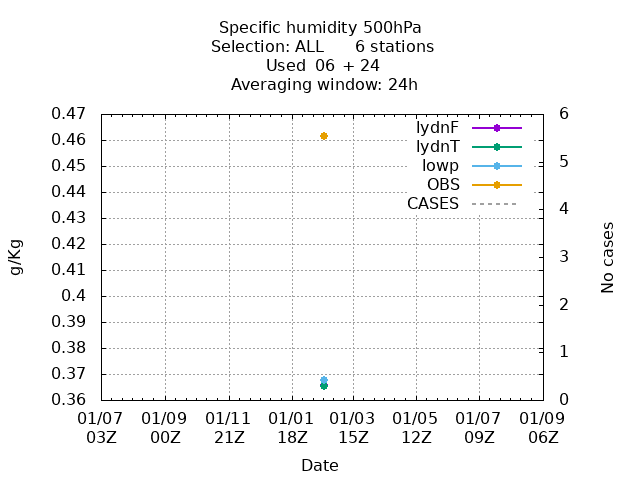 Specific humidity 500hPa
Selection: ALL 6 stations
Used 06 + 24
Averaging window: 24h
0.47
0.46
0.45
0.44
0.43
0.42
0.41
0.4
0.39
0.38
0.37
0.36
g/Kg
lydnF
lydnT
lowp
OBS
CASES
6
5
4
3
2
1
0
No cases
01/07 01/09 01/11 01/01 01/03 01/05 01/07 01/09
03Z 00Z 21Z 18Z 15Z 12Z 09Z 06Z
Date